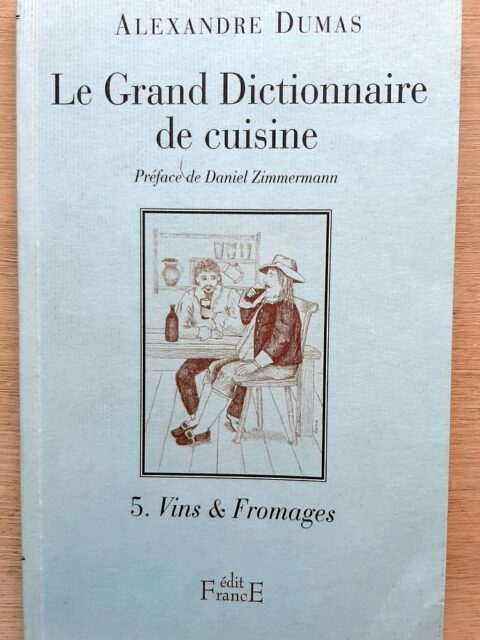 ALEXANDRE DUMAS
Le Grand Dictionnaire
de cuisine
Préface de Daniel Zimmermann
5. Vins & Fromages
édit
FrancE